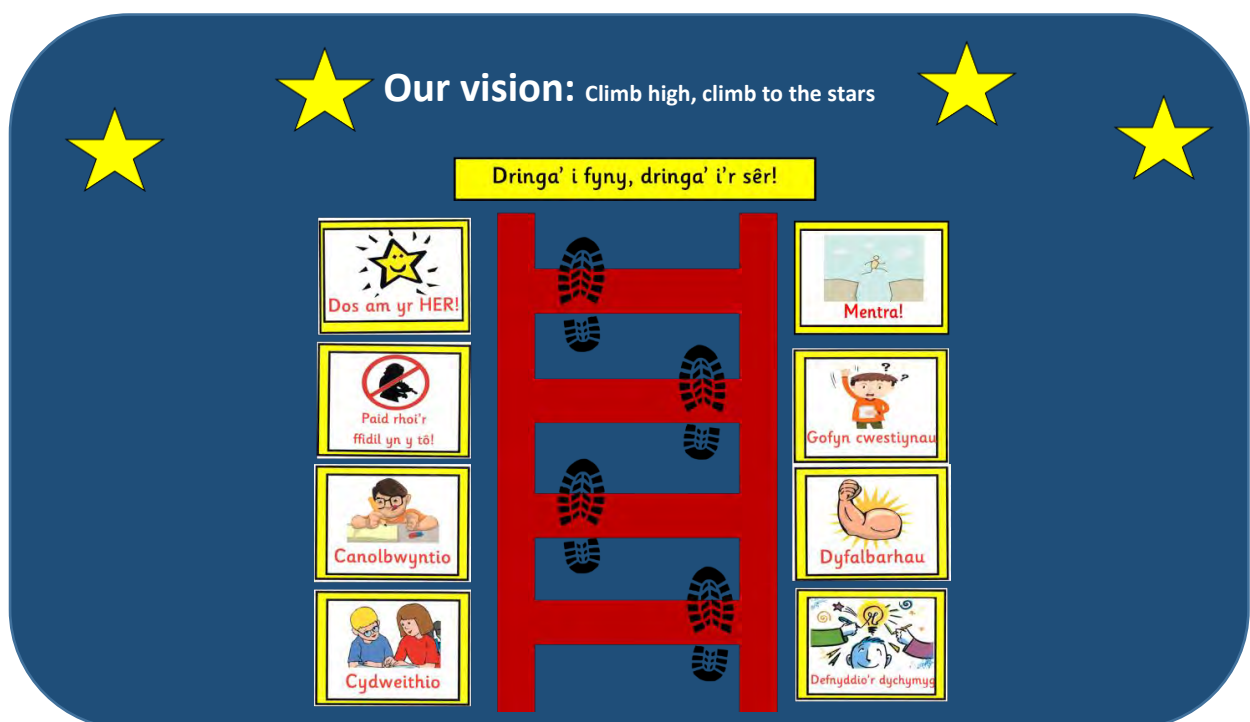 Our vision: Climb high, climb to the stars
Dringa' i fyny, dringa' i'r sêr!
Dos am yr HER!
Mentra!
Paid rhoi'r
ffidil yn y tô!
Gofyn cwestiynau
Canolbwyntio
Dyfalbarhau
Cydweithio
Defnyddio'r dychymyg